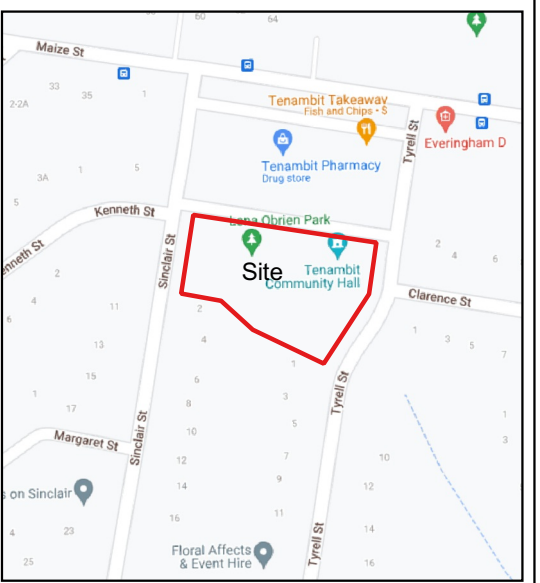 60
64
Maize St
33
35
1
2-2A
Tenambit Takeaway
Fish and Chips - $
Tyrell St
Everingham D
Tenambit Pharmacy
Drug store
3A
1
5
5
Kenneth St
Lena Obrien Park
Sinclair St
enneth St
Site
Tenambit
Community Hall
2
4
6
2
4
11
6
2
4
Clarence St
1
3
5
7
13
1
15
6
3
Tyrell St
1
17
8
5
1
Sinclair St
10
3
Margaret St
12
7
10
s on Sinclair
14
9
12
16
11
4
23
14
Tyrell St
Floral Affects
& Event Hire
25
16